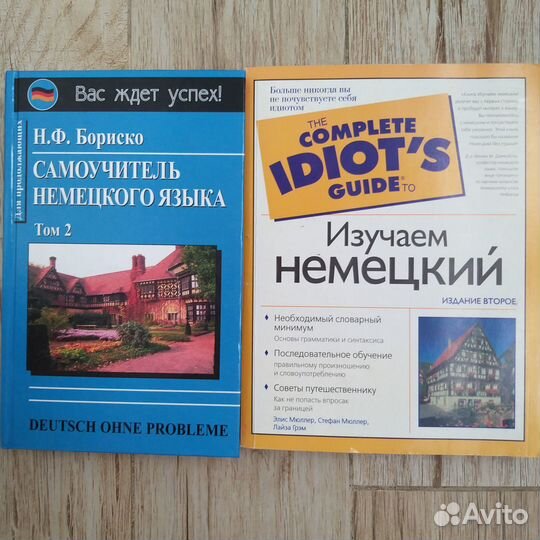 Вас ждет успех!
Для продолжающих
Н.Ф. Бориско
САМОУЧИТЕЛЬ
НЕМЕЦКОГО ЯЗЫКА
Том 2
DEUTSCH OHNE PROBLEME
Больше никогда вы
не почувствуете себя
идиотом
THE
COMPLETE
IDIOT'S
GUIDE® TO
Изучаем
немецкий
ИЗДАНИЕ ВТОРОЕ
Необходимый словарный
минимум
Основы грамматики и синтаксиса
Последовательное обучение
правильному произношению
и словоупотреблению
Советы путешественнику
Как не попасть впросак
за границей
Элис Мюллер, Стефан Мюллер,
Лайза Грэм
Avito